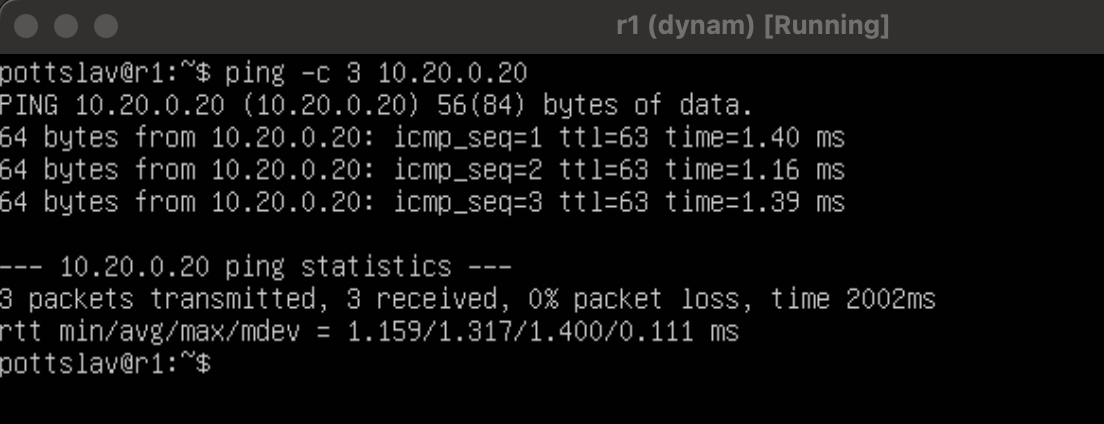 r1 (dynam) [Running]
pottslav@r1:~$ ping -c 3 10.20.0.20
PING 10.20.0.20 (10.20.0.20) 56(84) bytes of data.
64 bytes from 10.20.0.20: icmp_seq=1 ttl=63 time=1.40 ms
64 bytes from 10.20.0.20: icmp_seq=2 ttl=63 time=1.16 ms
64 bytes from 10.20.0.20: icmp_seq=3 ttl=63 time=1.39 ms
--- 10.20.0.20 ping statistics ---
3 packets transmitted, 3 received, 0% packet loss, time 2002ms
rtt min/avg/max/mdev = 1.159/1.317/1.400/0.111 ms
pottslav@r1:~$